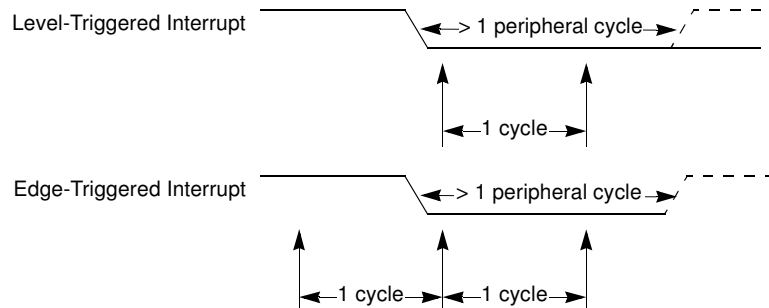 Level-Triggered Interrupt
> 1 peripheral cycle
1 cycle
Edge-Triggered Interrupt
> 1 peripheral cycle
1 cycle
1 cycle